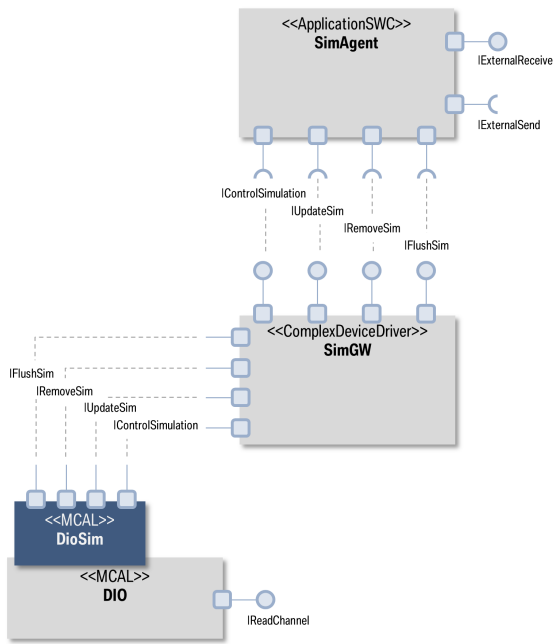 <<ApplicationSWC>>
SimAgent
IExternalReceive
IExternalSend
IControlSimulation
IUpdateSim
IRemoveSim
IFlushSim
<<ComplexDeviceDriver>>
SimGW
IFlushSim
IRemoveSim
IUpdateSim
IControlSimulation
<<MCAL>>
DioSim
<<MCAL>>
DIO
IReadChannel